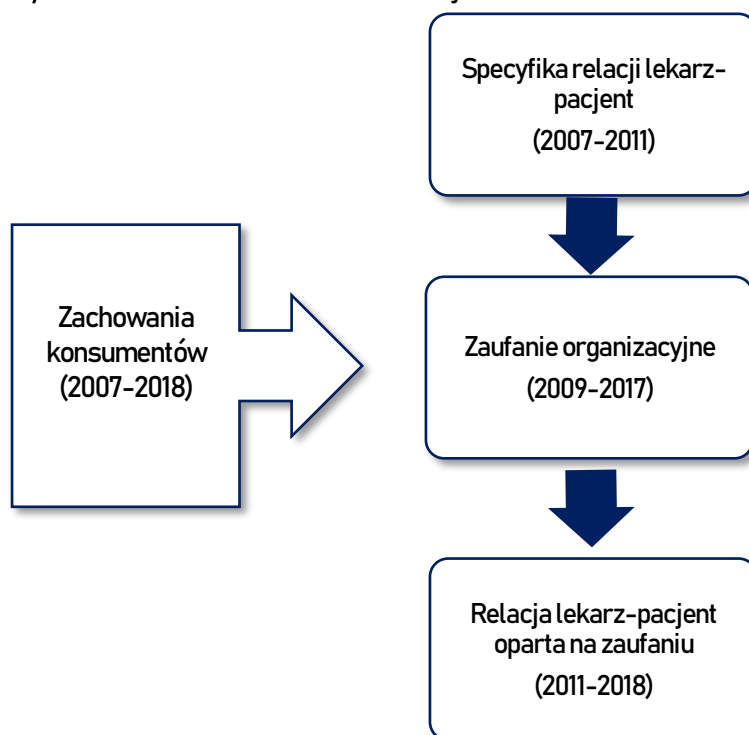 Specyfika relacji lekarz-
pacjent
(2007-2011)
Zachowania
konsumentów
(2007-2018)
Zaufanie organizacyjne
(2009-2017)
Relacja lekarz-pacjent
oparta na zaufaniu
(2011-2018)